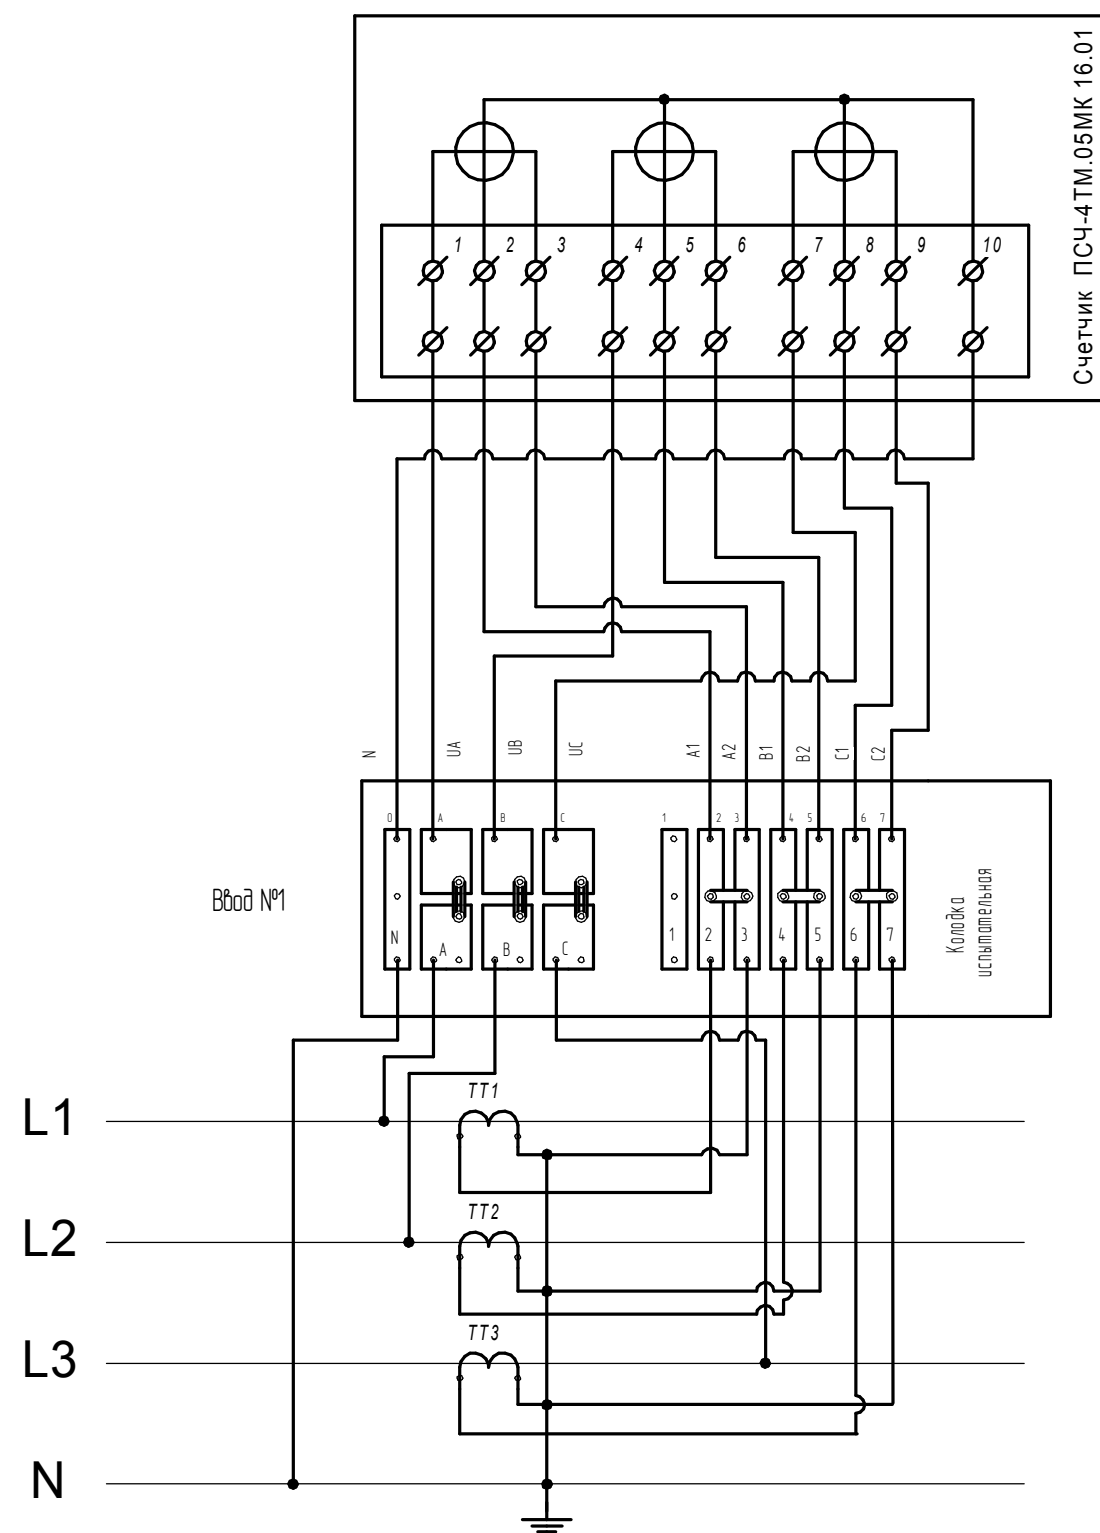 Счетчик ПСЧ-4ТМ.05МК 16.01
1 2 3 4 5 6 7 8 9 10
N UA UB UC A1 A2 B1 B2 C1 C2
0 A B C 1 2 3 4 5 6 7
Ввод №1
N A B C 1 2 3 4 5 6 7
Колодка
испытательная
TT1
L1
TT2
L2
TT3
L3
N